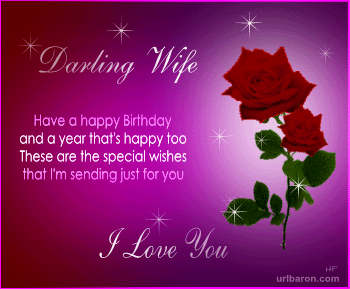 Darling Wife
Have a happy Birthday
and a year that's happy too
These are the special wishes
that I'm sending just for you
I Love You
HF
urlbaron.com